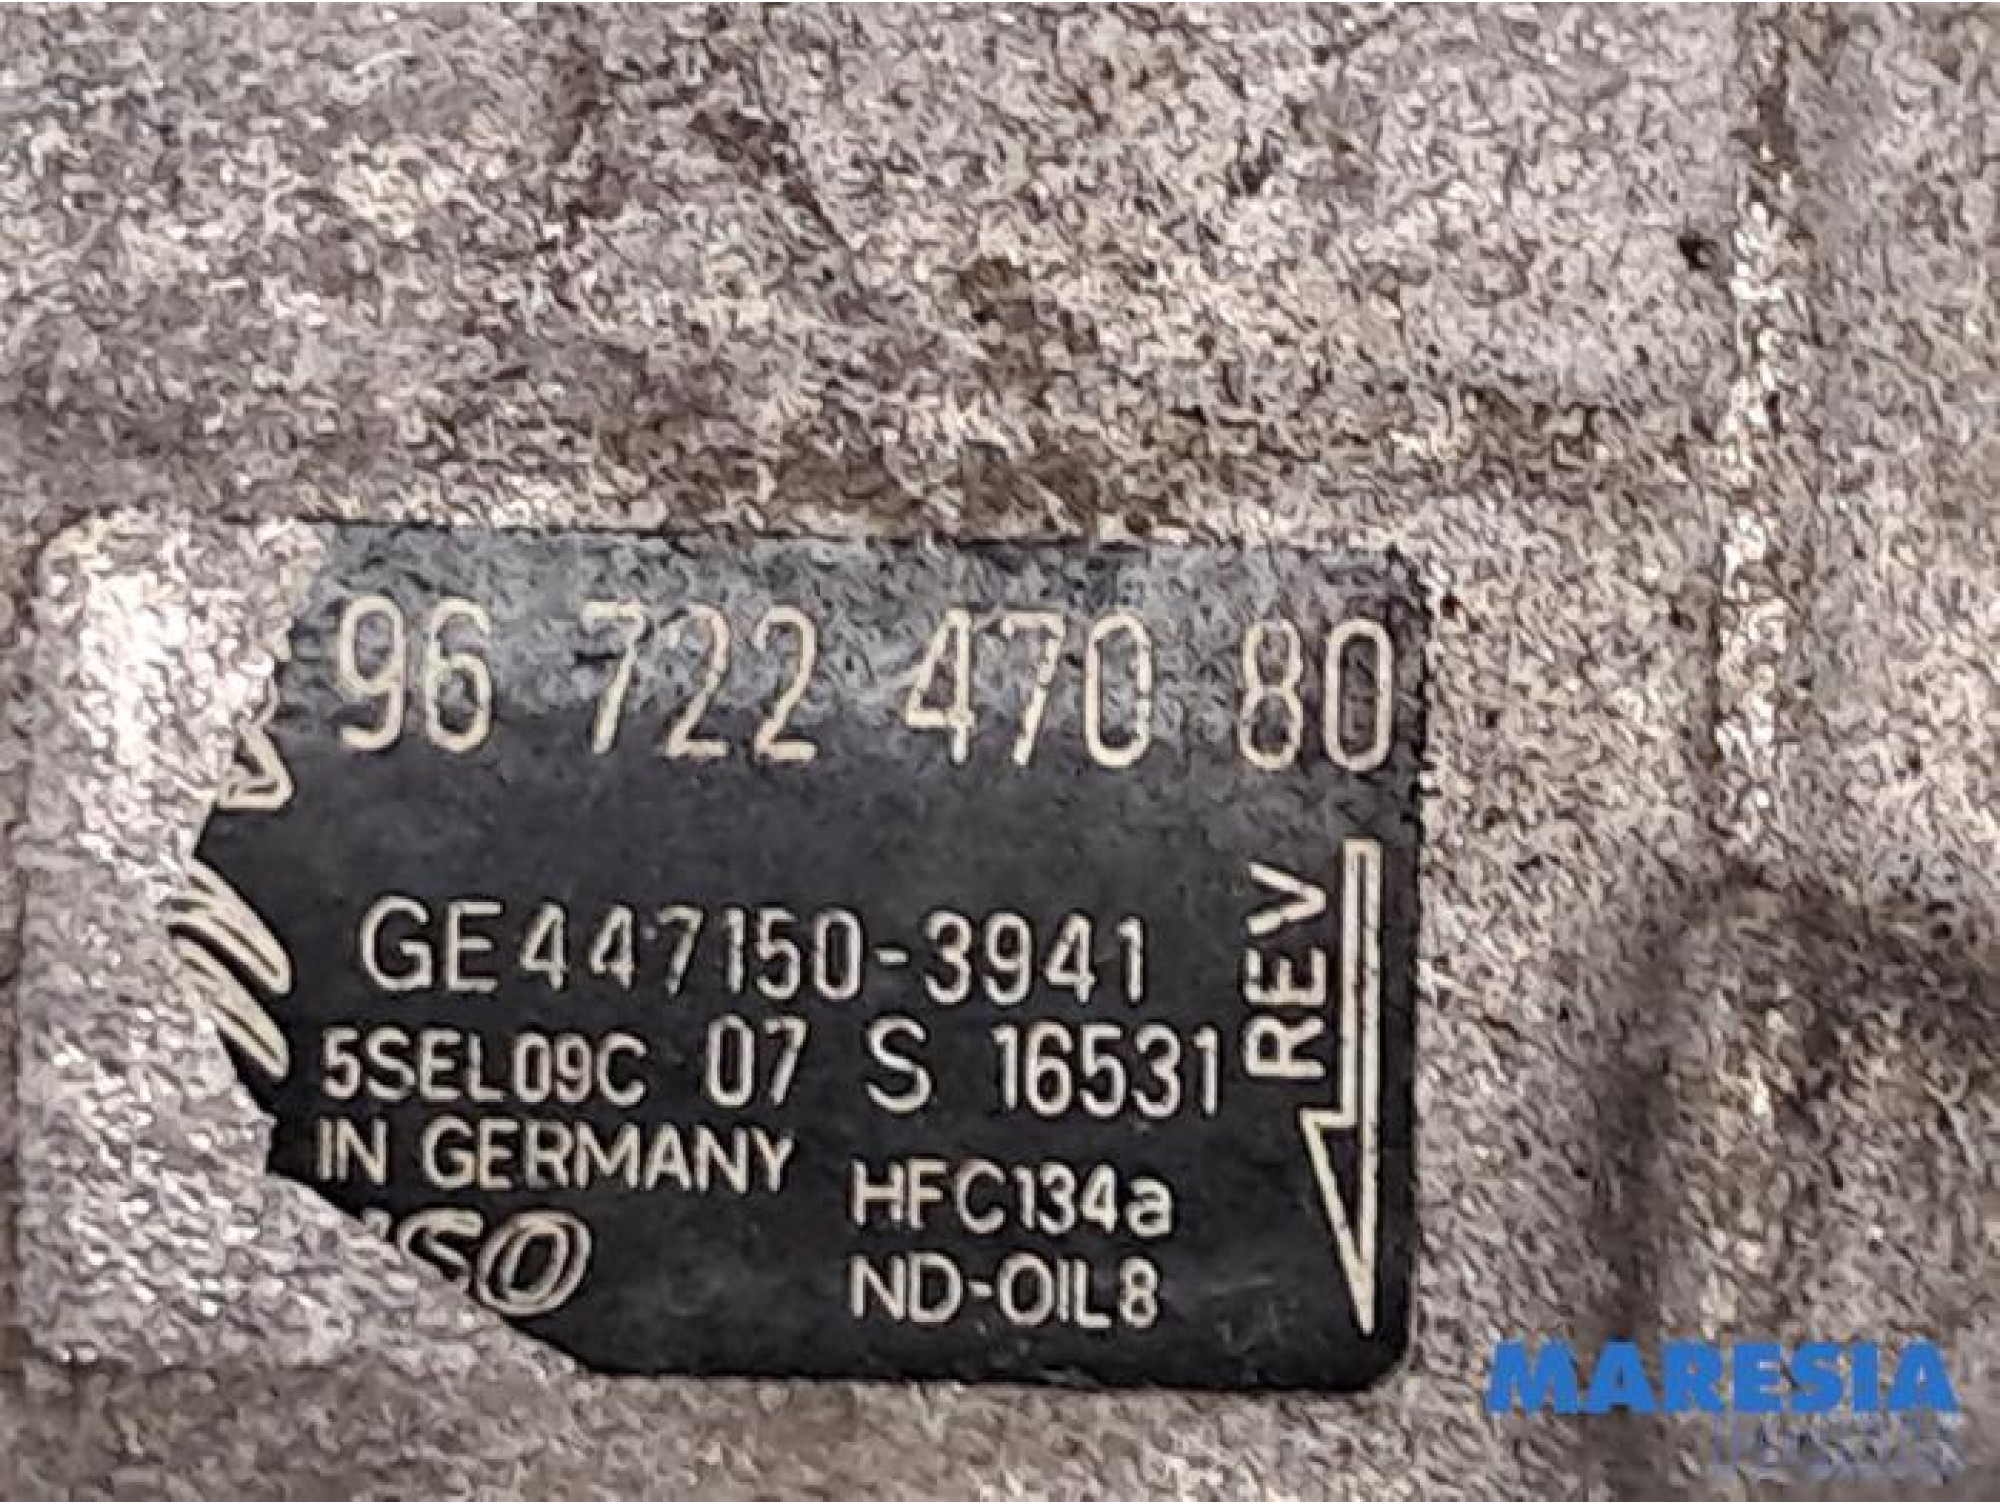 96 722 470 80
GE447150-3941
5SEL09C 07 S 16531
REV
IN GERMANY
HFC134a
ND-OIL8
MARESIA